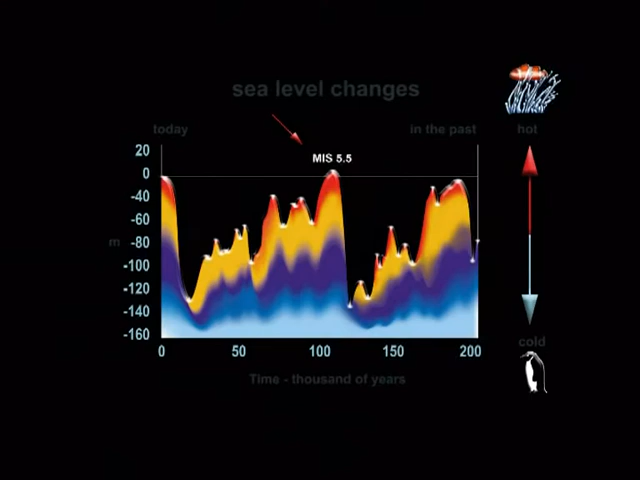 sea level changes
today
in the past
hot
MIS 5.5
20
0
-40
-60
m
-80
-100
-120
-140
-160
0
50
100
150
200
cold
Time - thousand of years